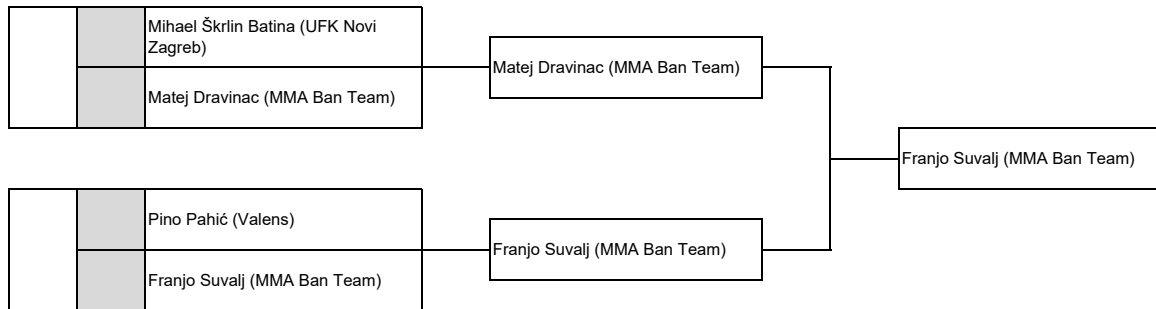 Mihael Škrlin Batina (UFK Novi
Zagreb)
Matej Dravinac (MMA Ban Team)
Matej Dravinac (MMA Ban Team)
Franjo Suvalj (MMA Ban Team)
Pino Pahić (Valens)
Franjo Suvalj (MMA Ban Team)
Franjo Suvalj (MMA Ban Team)